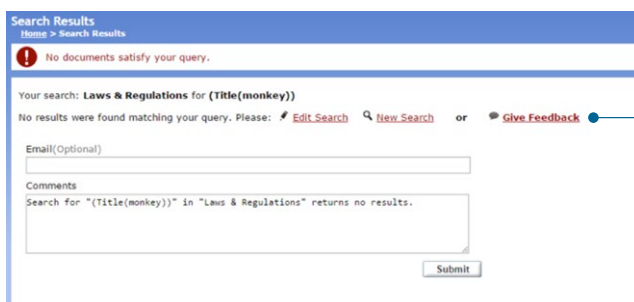 Search Results
Home > Search Results
No documents satisfy your query.
Your search: Laws & Regulations for (Title(monkey))
No results were found matching your query. Please: Edit Search New Search or Give Feedback
Email(Optional)
Comments
Search for "(Title(monkey))" in "Laws & Regulations" returns no results.
Submit